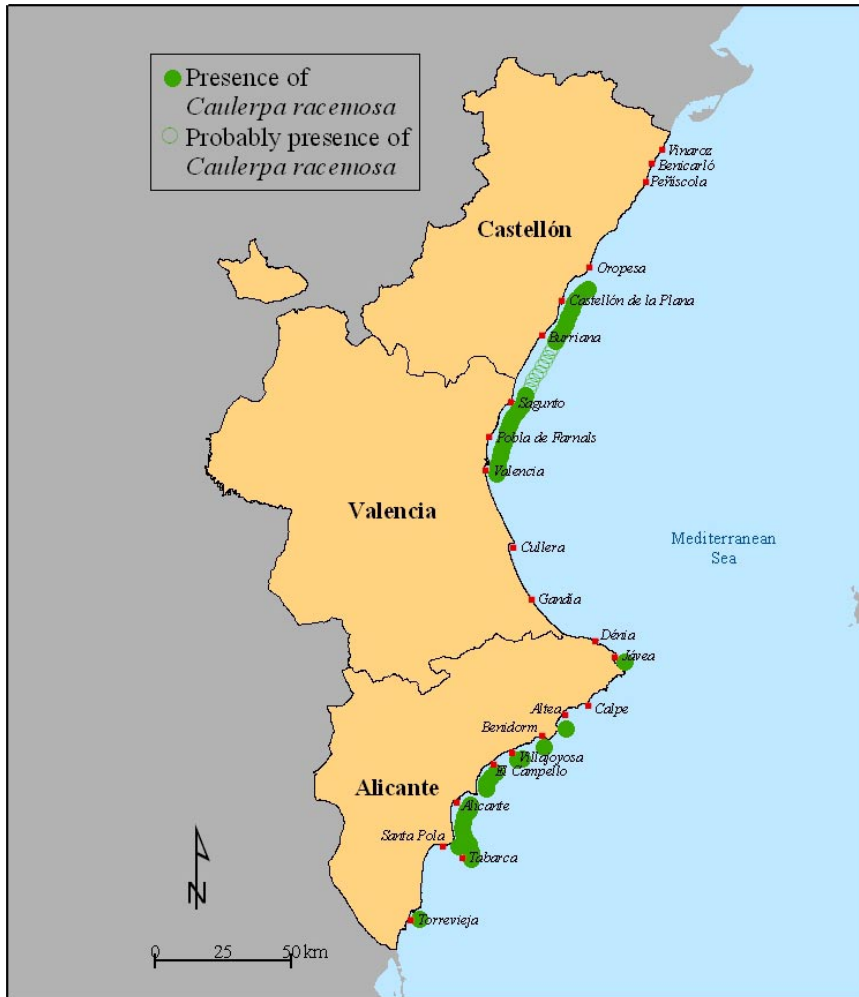 Presence of
Caulerpa racemosa
Probably presence of
Caulerpa racemosa
Vinaroz
Benicarló
Peñíscola
Castellón
Oropesa
Castellón de la Plana
Burriana
Sagunto
Pobla de Farnals
Valencia
Valencia
Mediterranean
Sea
Cullera
Gandía
Dénia
Jávea
Calpe
Altea
Benidorm
Villajoyosa
El Campello
Alicante
Alicante
Santa Pola
Tabarca
N
Torrevieja
0 25 50 km